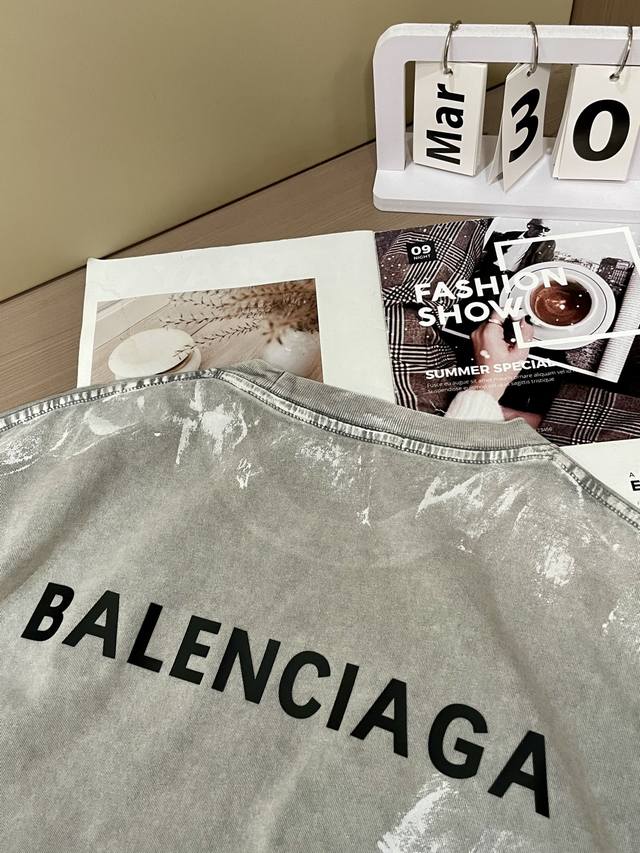 Mar 3 0
09
NIGHT
FASHION
SHOW
SUMMER SPECIAL
BALENCIAGA